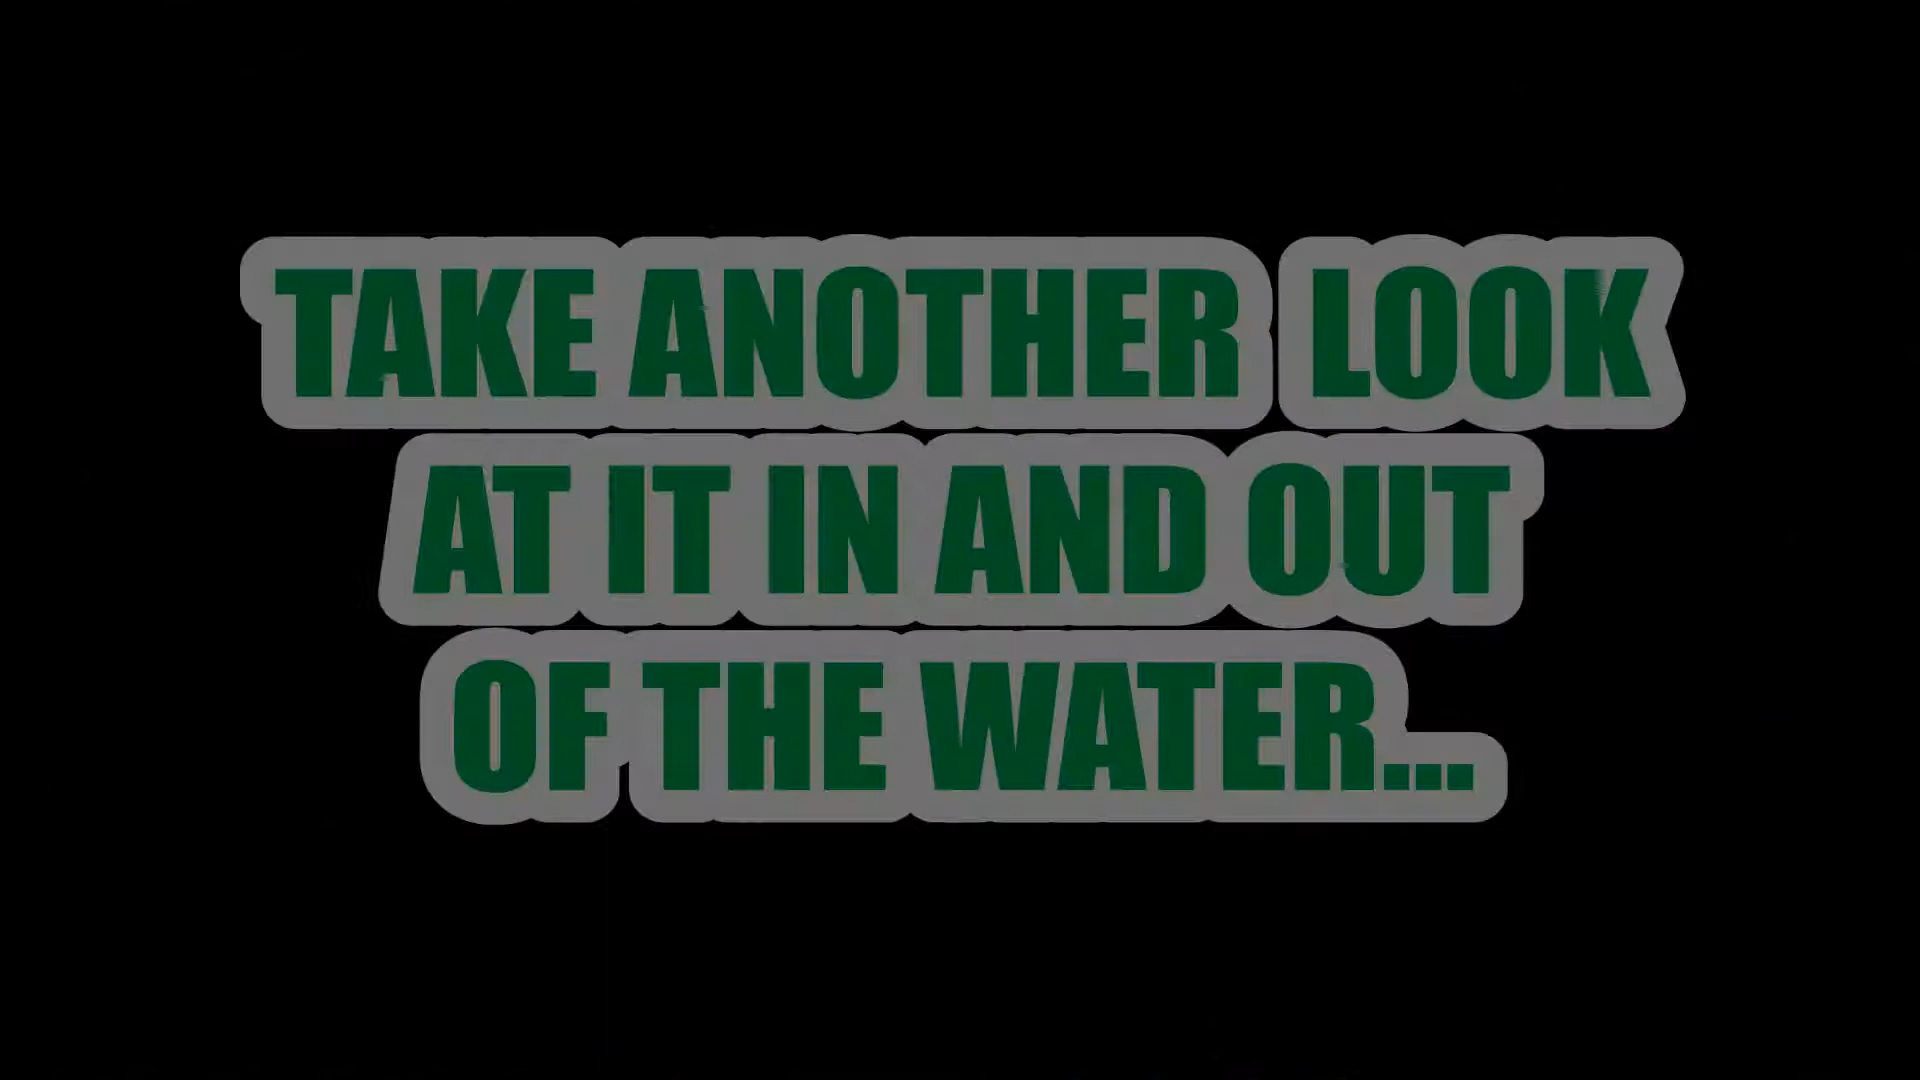 TAKE ANOTHER LOOK
AT IT IN AND OUT
OF THE WATER...